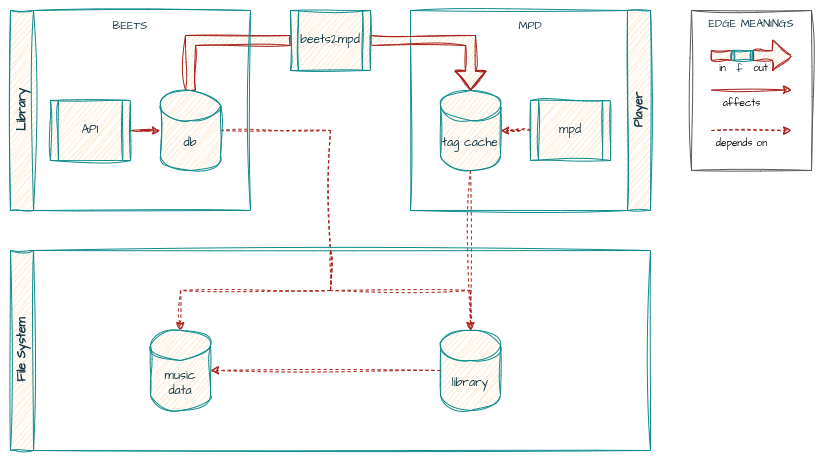 BEETS
beets2mpd
MPD
EDGE MEANINGS
in f out
affects
depends on
Library
API
db
tag cache
mpd
Player
File System
music
data
library